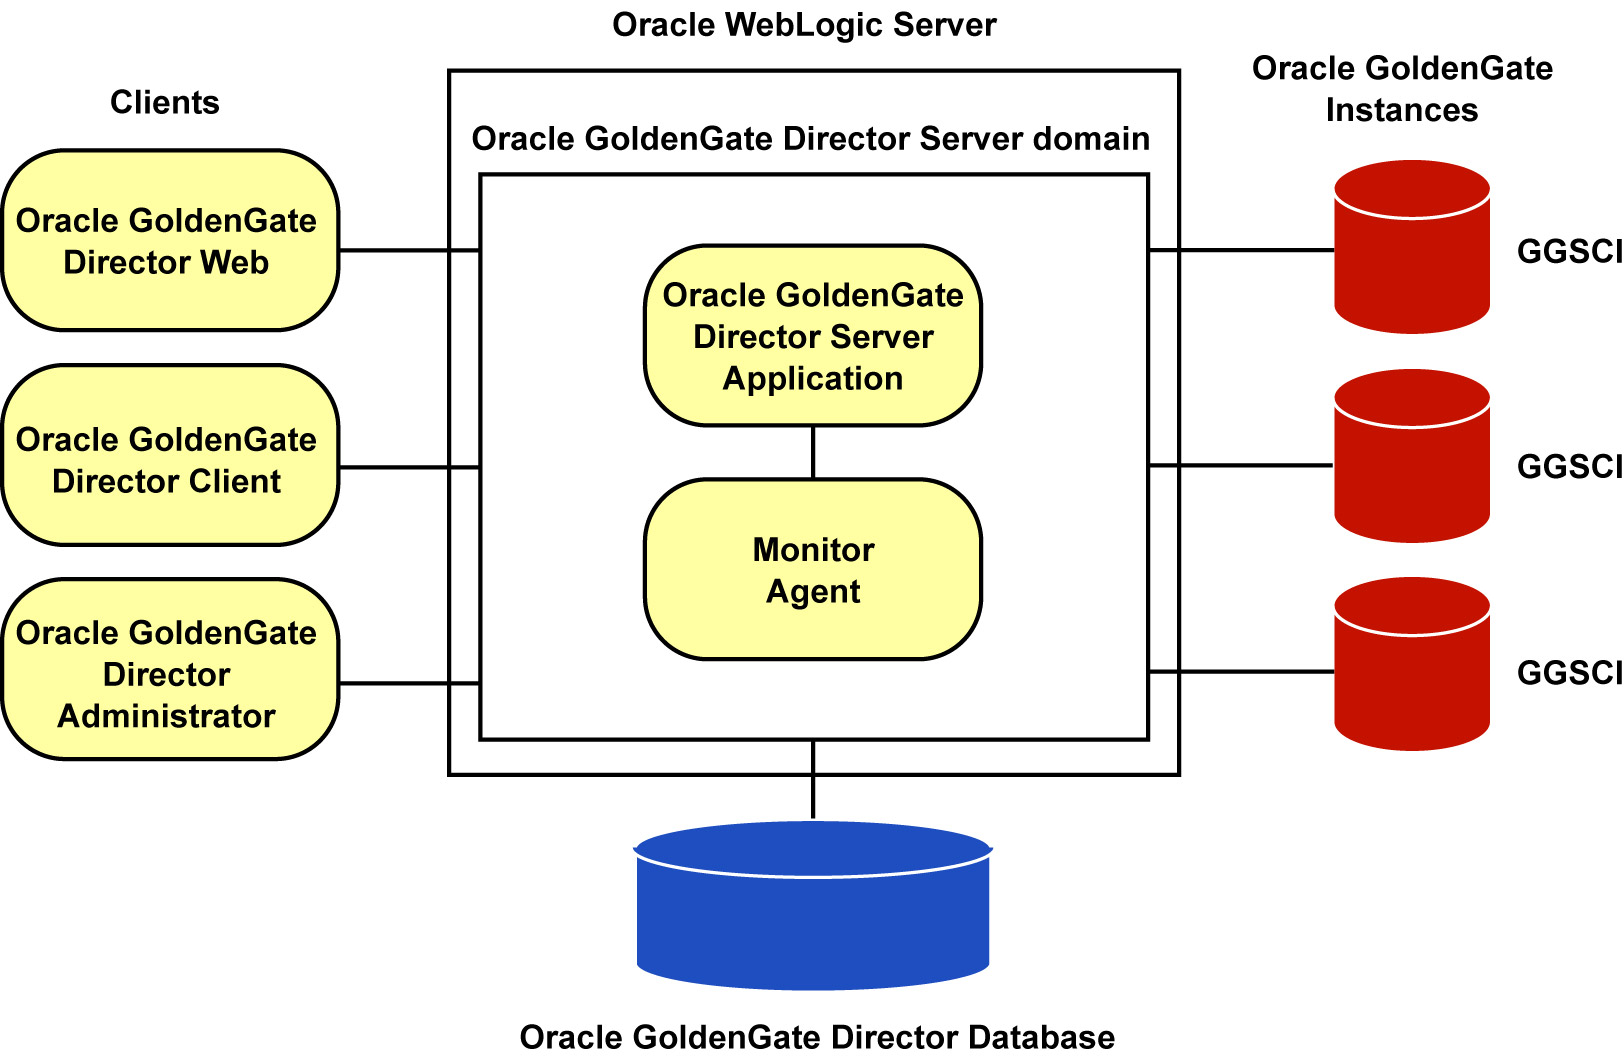 Oracle WebLogic Server
Clients
Oracle GoldenGate
Director Web
Oracle GoldenGate
Director Client
Oracle GoldenGate
Director
Administrator
Oracle GoldenGate Director Server domain
Oracle GoldenGate
Director Server
Application
Monitor
Agent
Oracle GoldenGate
Instances
GGSCI
GGSCI
GGSCI
Oracle GoldenGate Director Database